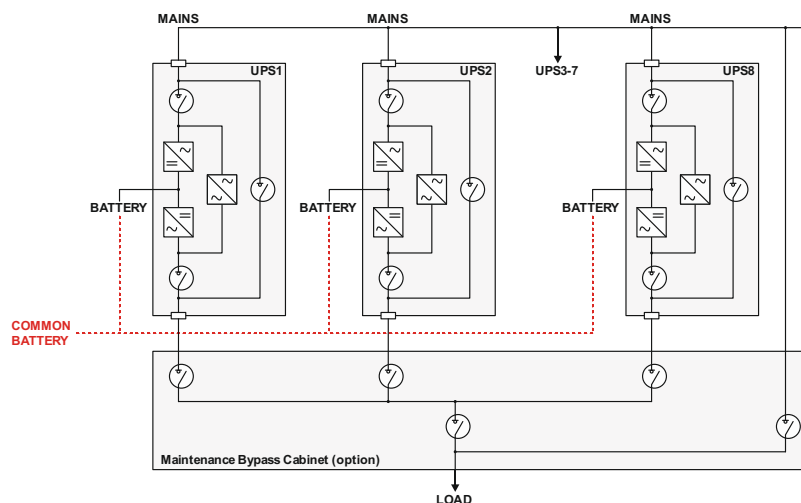 MAINS
MAINS
MAINS
UPS1
UPS2
UPS3-7
UPS8
BATTERY
BATTERY
BATTERY
COMMON
BATTERY
Maintenance Bypass Cabinet (option)
LOAD